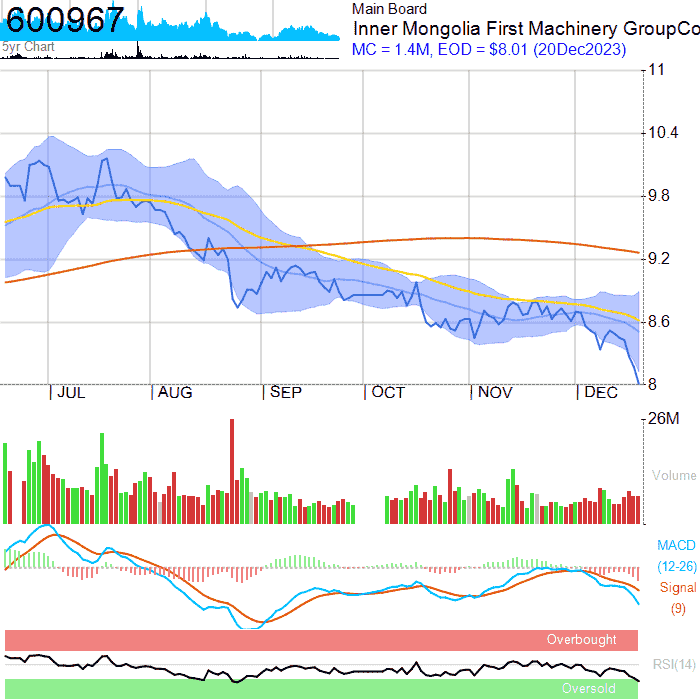 600967
5yr Chart
Main Board
Inner Mongolia First Machinery GroupCo
MC = 1.4M, EOD = $8.01 (20Dec2023)
11
10.4
9.8
9.2
8.6
8
JUL AUG SEP OCT NOV DEC
26M
Volume
MACD
(12-26)
Signal
(9)
Overbought
RSI(14)
Oversold